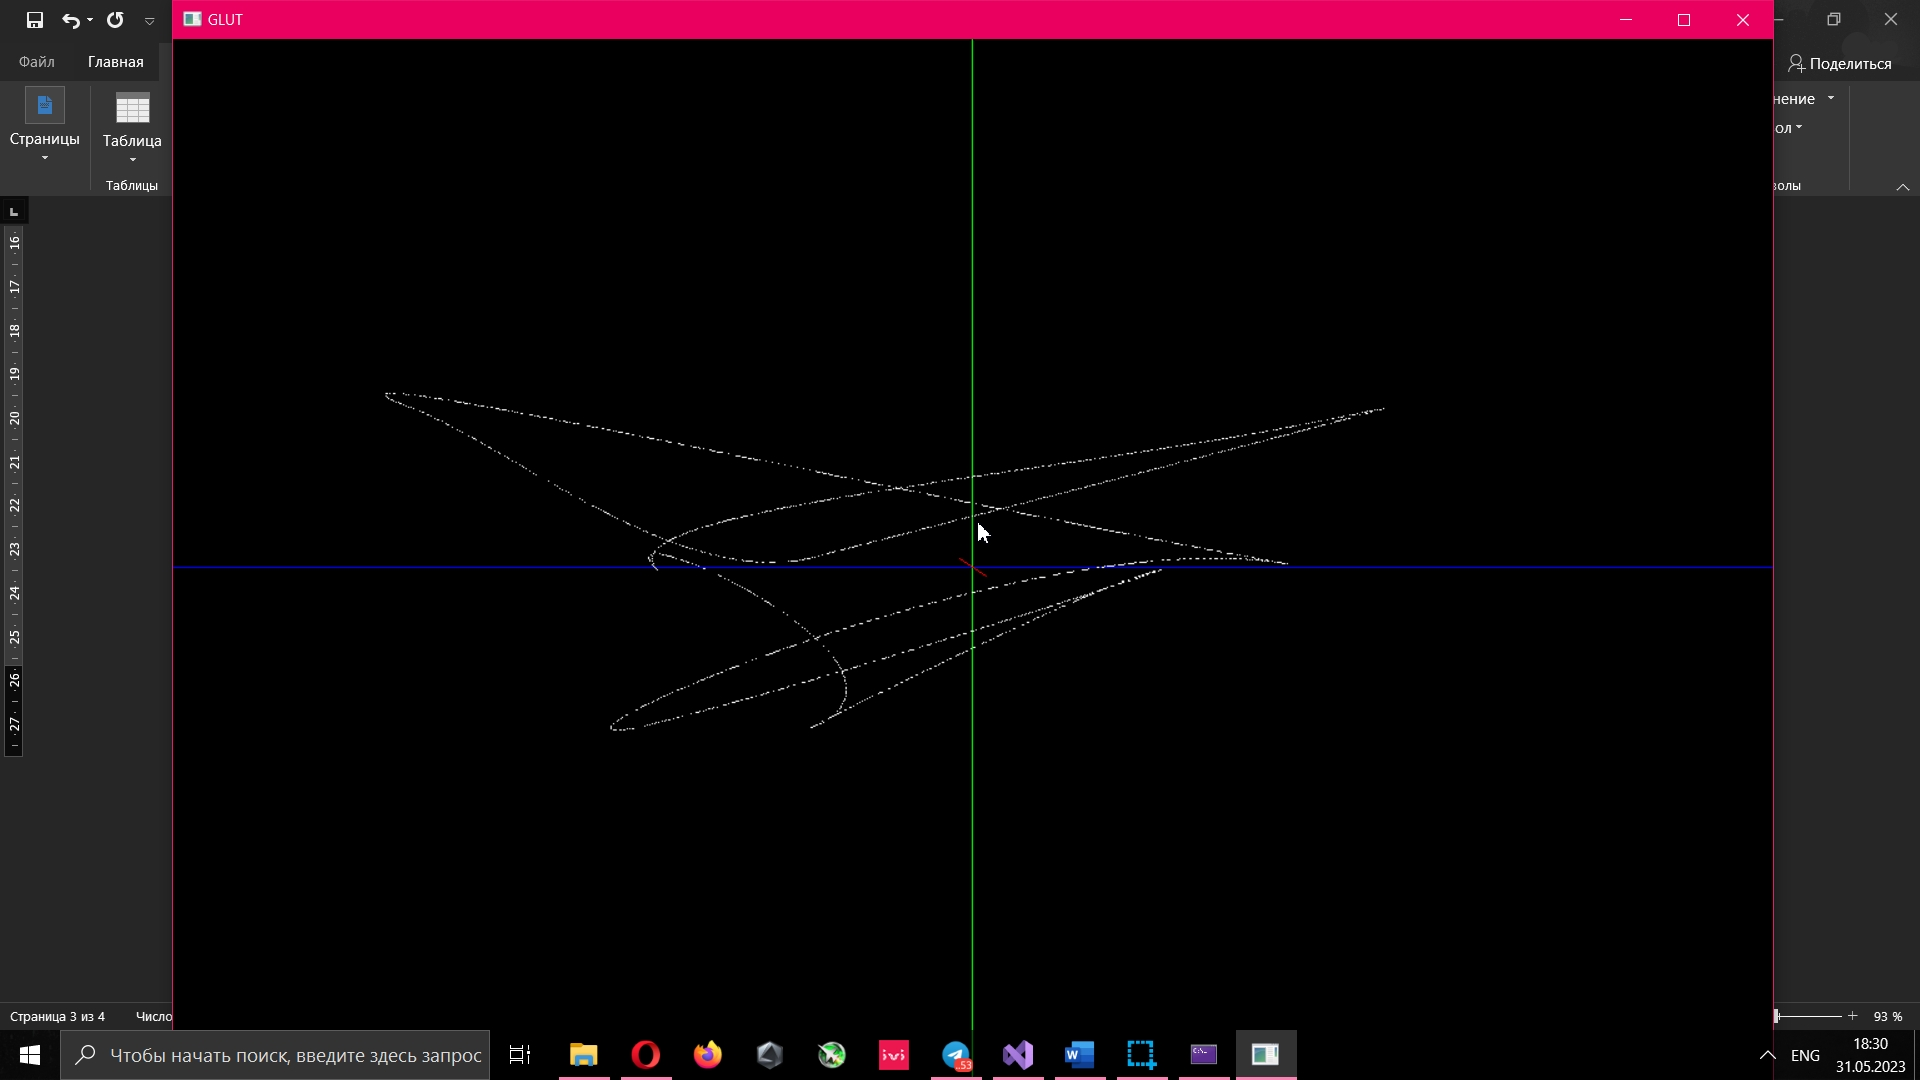 GLUT
Файл
Главная
Поделиться
нение
ол
Страницы
Таблица
Таблицы
золы
16
17
18
19
20
21
22
23
24
25
26
27
Страница 3 из 4
Число
93 %
Чтобы начать поиск, введите здесь запрос
ivi
53
C:\.
W
ENG
18:30
31.05.2023